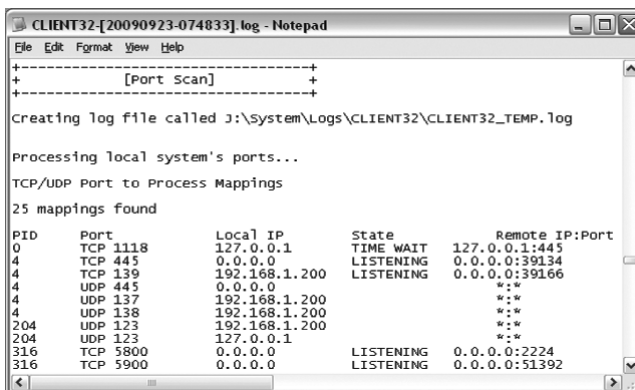 CLIENT32-[20090923-074833].log - Notepad
File Edit Format View Help
+----------------------------------+
+ [Port Scan] +
+----------------------------------+
Creating log file called J:\System\Logs\CLIENT32\CLIENT32_TEMP.log
Processing local system's ports...
TCP/UDP Port to Process Mappings
25 mappings found
PID Port Local IP State Remote IP:Port
0 TCP 1118 127.0.0.1 TIME WAIT 127.0.0.1:445
4 TCP 445 0.0.0.0 LISTENING 0.0.0.0:39134
4 TCP 139 192.168.1.200 LISTENING 0.0.0.0:39166
4 UDP 445 0.0.0.0 *:*
4 UDP 137 192.168.1.200 *:*
4 UDP 138 192.168.1.200 *:*
204 UDP 123 192.168.1.200 *:*
204 UDP 123 127.0.0.1 *:*
316 TCP 5800 0.0.0.0 LISTENING 0.0.0.0:2224
316 TCP 5900 0.0.0.0 LISTENING 0.0.0.0:51392